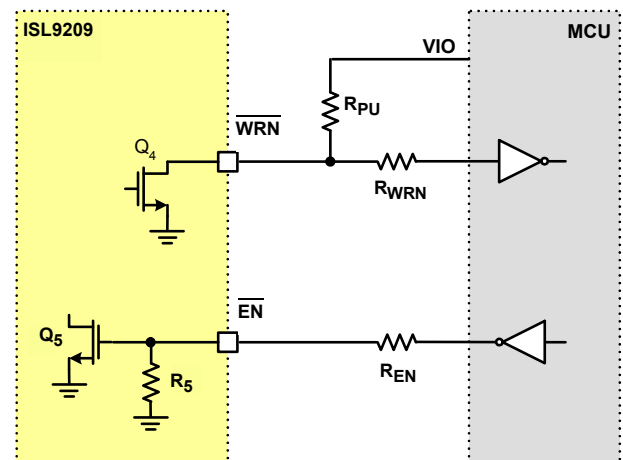 ISL9209
MCU
VIO
RPU
WRN
Q4
RWRN
EN
Q5
R5
REN